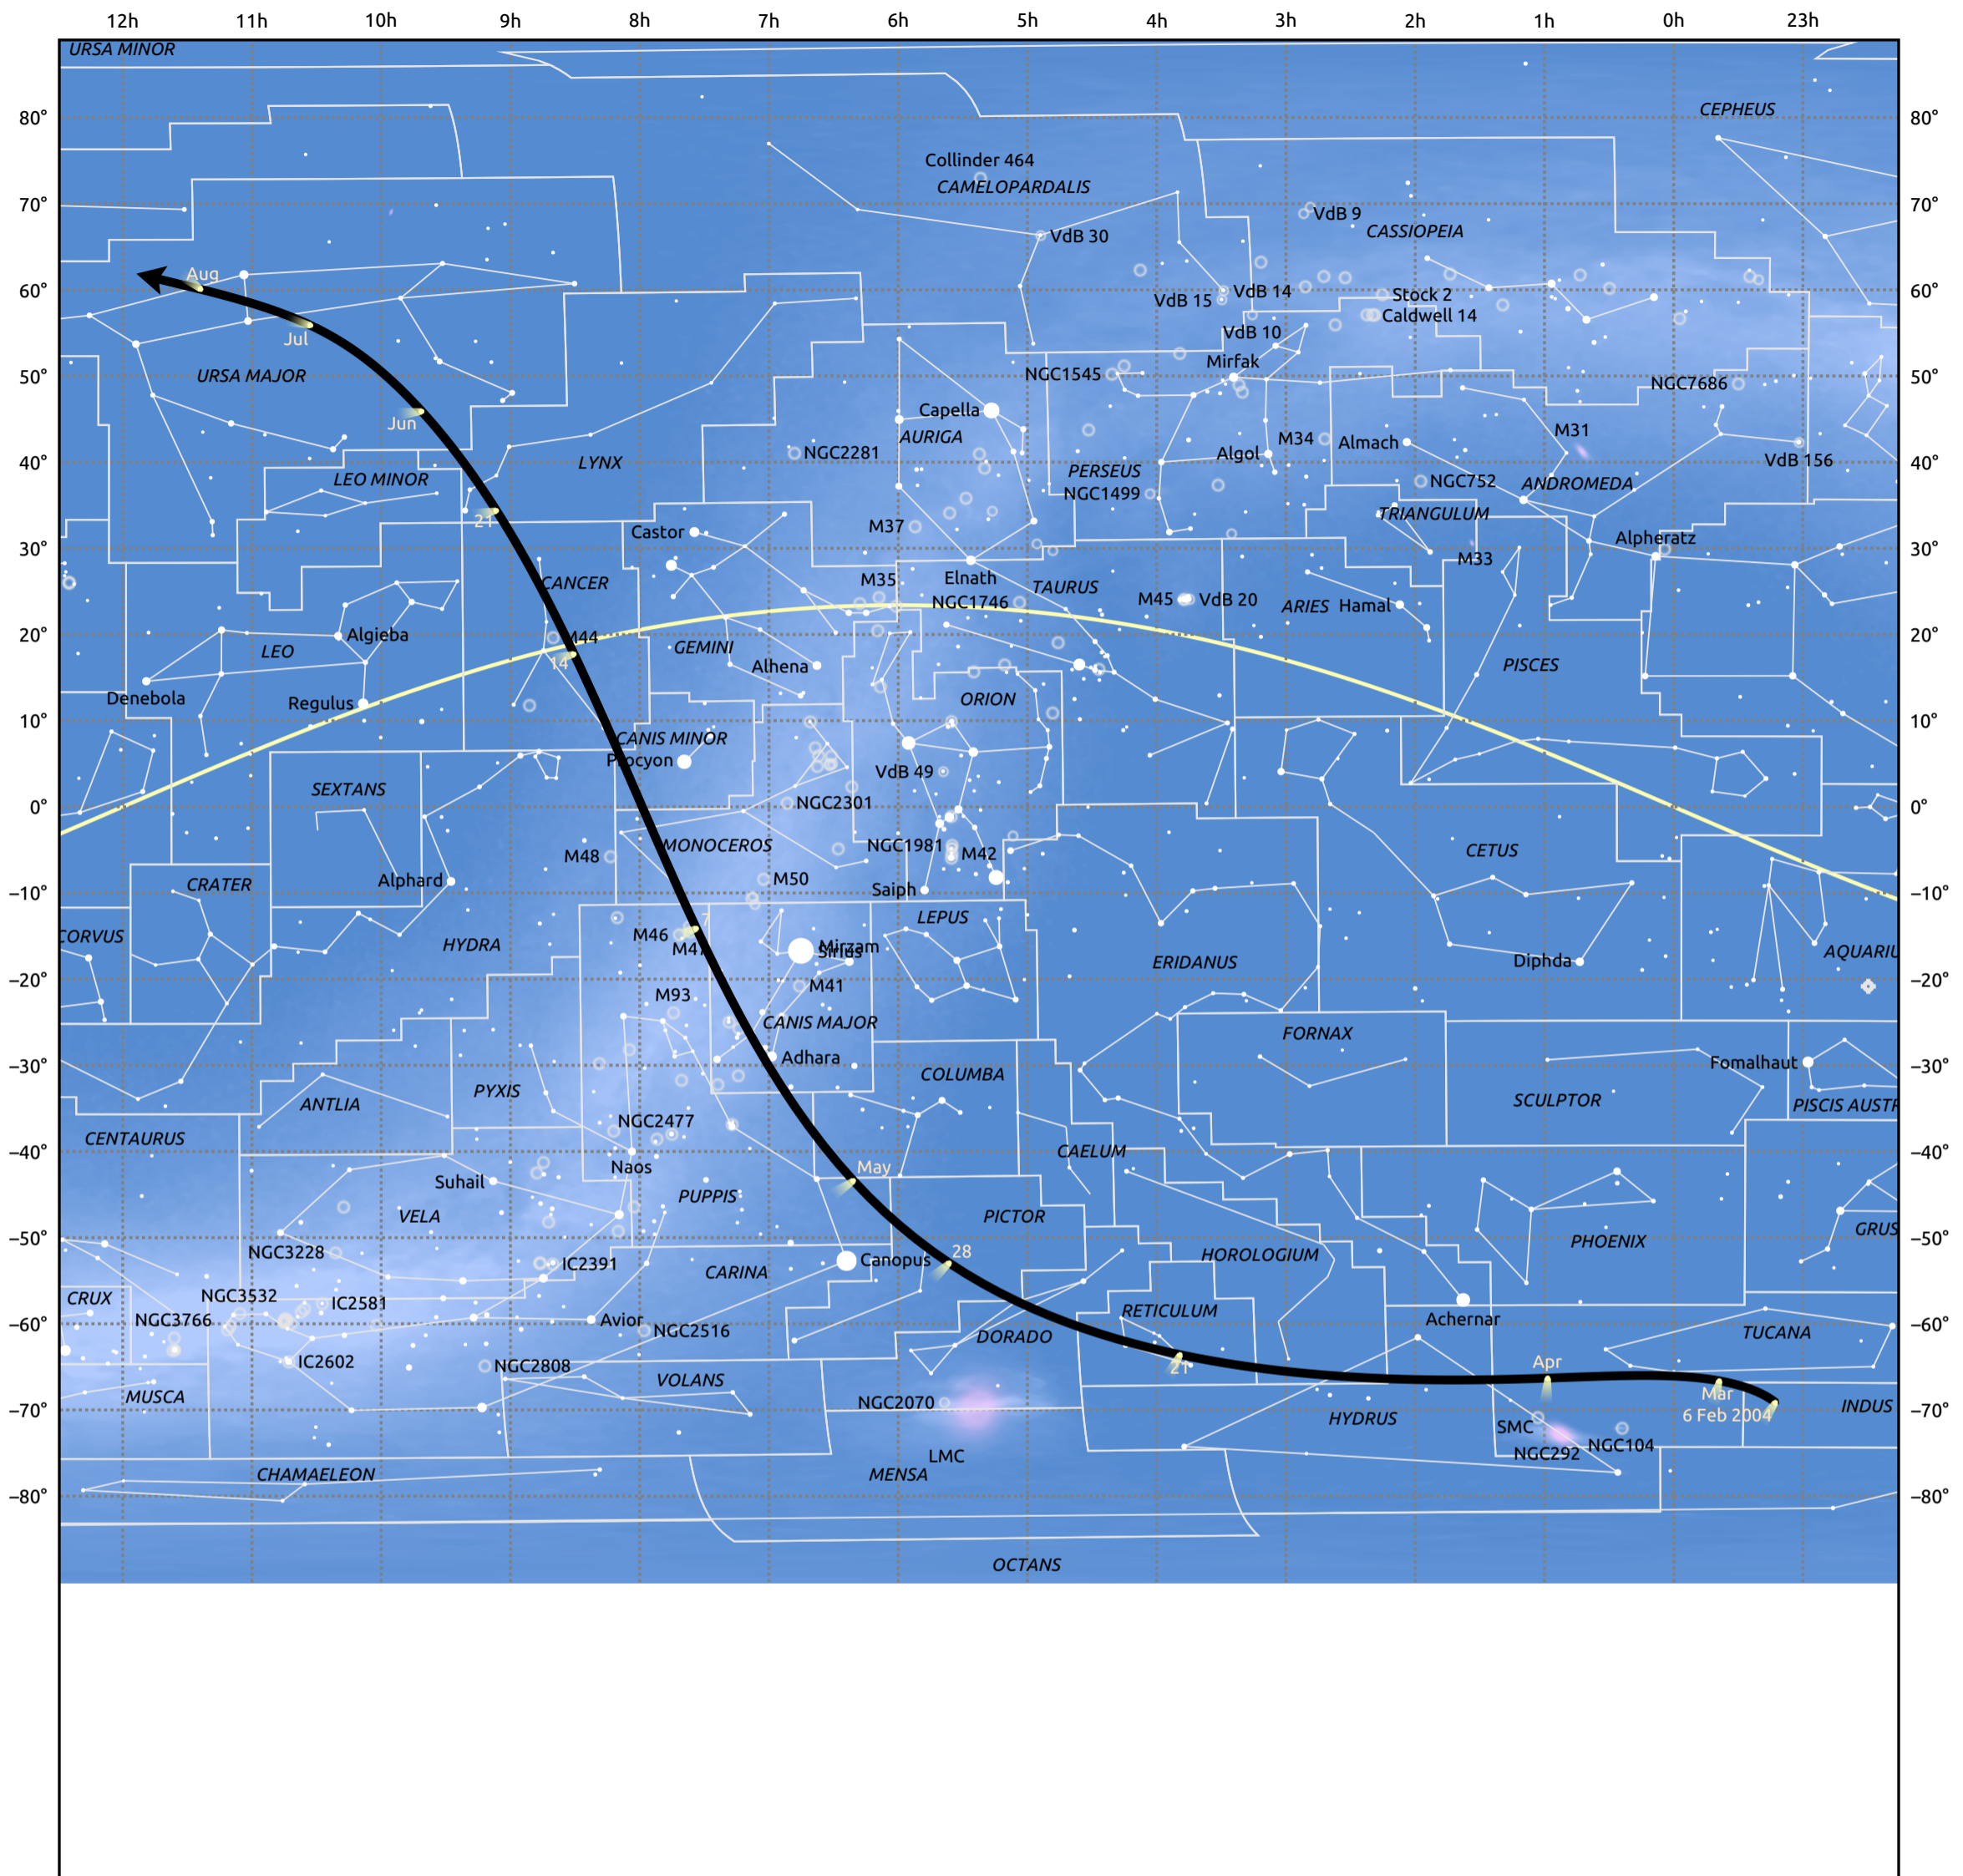 12h 11h 10h 9h 8h 7h 6h 5h 4h 3h 2h 1h 0h 23h
URSA MINOR
80° CEPHEUS 80°
Collinder 464
CAMELOPARDALIS
70° VdB 9 70°
VdB 30 CASSIOPEIA
Aug
60° VdB 15 VdB 14 Stock 2 60°
Caldwell 14
Jul VdB 10
Mirfak
URSA MAJOR
50° NGC1545 NGC7686 50°
Jun Capella
AURIGA M34 Almach M31
NGC2281 Algol VdB 156
40° LYNX PERSEUS 40°
LEO MINOR NGC1499 NGC752 ANDROMEDA
21 M37 TRIANGULUM
Castor Alpheratz
30° M33 30°
CANCER M35 Elnath TAURUS
NGC1746 M45 VdB 20 ARIES Hamal
20° Algieba M44 20°
LEO 14 GEMINI Alhena PISCES
Denebola Regulus ORION
10° 10°
CANIS MINOR
Procyon VdB 49
SEXTANS
0° NGC2301 0°
M48 MONOCEROS NGC1981 M42 CETUS
CRATER Alphard M50 Saiph
−10° −10°
CORVUS HYDRA M46 7 LEPUS
M47 Mirzam
Sirius ERIDANUS Diphda AQUARIU
−20° M41 −20°
M93 CANIS MAJOR FORNAX
−30° Adhara Fomalhaut −30°
ANTLIA PYXIS COLUMBA SCULPTOR PISCIS AUSTR
NGC2477
CENTAURUS
−40° Naos CAELUM −40°
Suhail PUPPIS May
VELA PICTOR
−50° PHOENIX GRUS −50°
NGC3228 IC2391 CARINA Canopus 28 HOROLOGIUM
CRUX NGC3532 IC2581 RETICULUM
NGC3766 Avior NGC2516 Achernar
−60° DORADO TUCANA −60°
IC2602 NGC2808 21 Apr
MUSCA VOLANS Mar
−70° NGC2070 HYDRUS 6 Feb 2004 INDUS −70°
SMC
LMC NGC292 NGC104
CHAMAELEON MENSA
−80° −80°
OCTANS